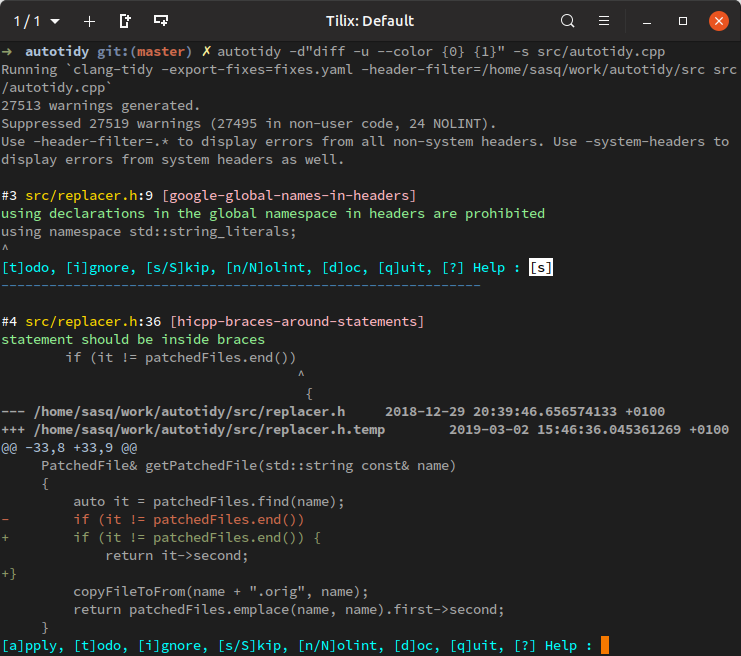 1 / 1
Tilix: Default
→ autotidy git:(master) ✗ autotidy -d"diff -u --color {0} {1}" -s src/autotidy.cpp
Running `clang-tidy -export-fixes=fixes.yaml -header-filter=/home/sasq/work/autotidy/src src
/autotidy.cpp`
27513 warnings generated.
Suppressed 27519 warnings (27495 in non-user code, 24 NOLINT).
Use -header-filter=.* to display errors from all non-system headers. Use -system-headers to
display errors from system headers as well.
#3 src/replacer.h:9 [google-global-names-in-headers]
using declarations in the global namespace in headers are prohibited
using namespace std::string_literals;
^
[t]odo, [i]gnore, [s/S]kip, [n/N]olint, [d]oc, [q]uit, [?] Help : [s]
------------------------------------------------------------
#4 src/replacer.h:36 [hicpp-braces-around-statements]
statement should be inside braces
        if (it != patchedFiles.end())
                                     ^
                                      {
--- /home/sasq/work/autotidy/src/replacer.h     2018-12-29 20:39:46.656574133 +0100
+++ /home/sasq/work/autotidy/src/replacer.h.temp        2019-03-02 15:46:36.045361269 +0100
@@ -33,8 +33,9 @@
     PatchedFile& getPatchedFile(std::string const& name)
     {
         auto it = patchedFiles.find(name);
-        if (it != patchedFiles.end())
+        if (it != patchedFiles.end()) {
             return it->second;
+}
         copyFileToFrom(name + ".orig", name);
         return patchedFiles.emplace(name, name).first->second;
     }
[a]pply, [t]odo, [i]gnore, [s/S]kip, [n/N]olint, [d]oc, [q]uit, [?] Help :